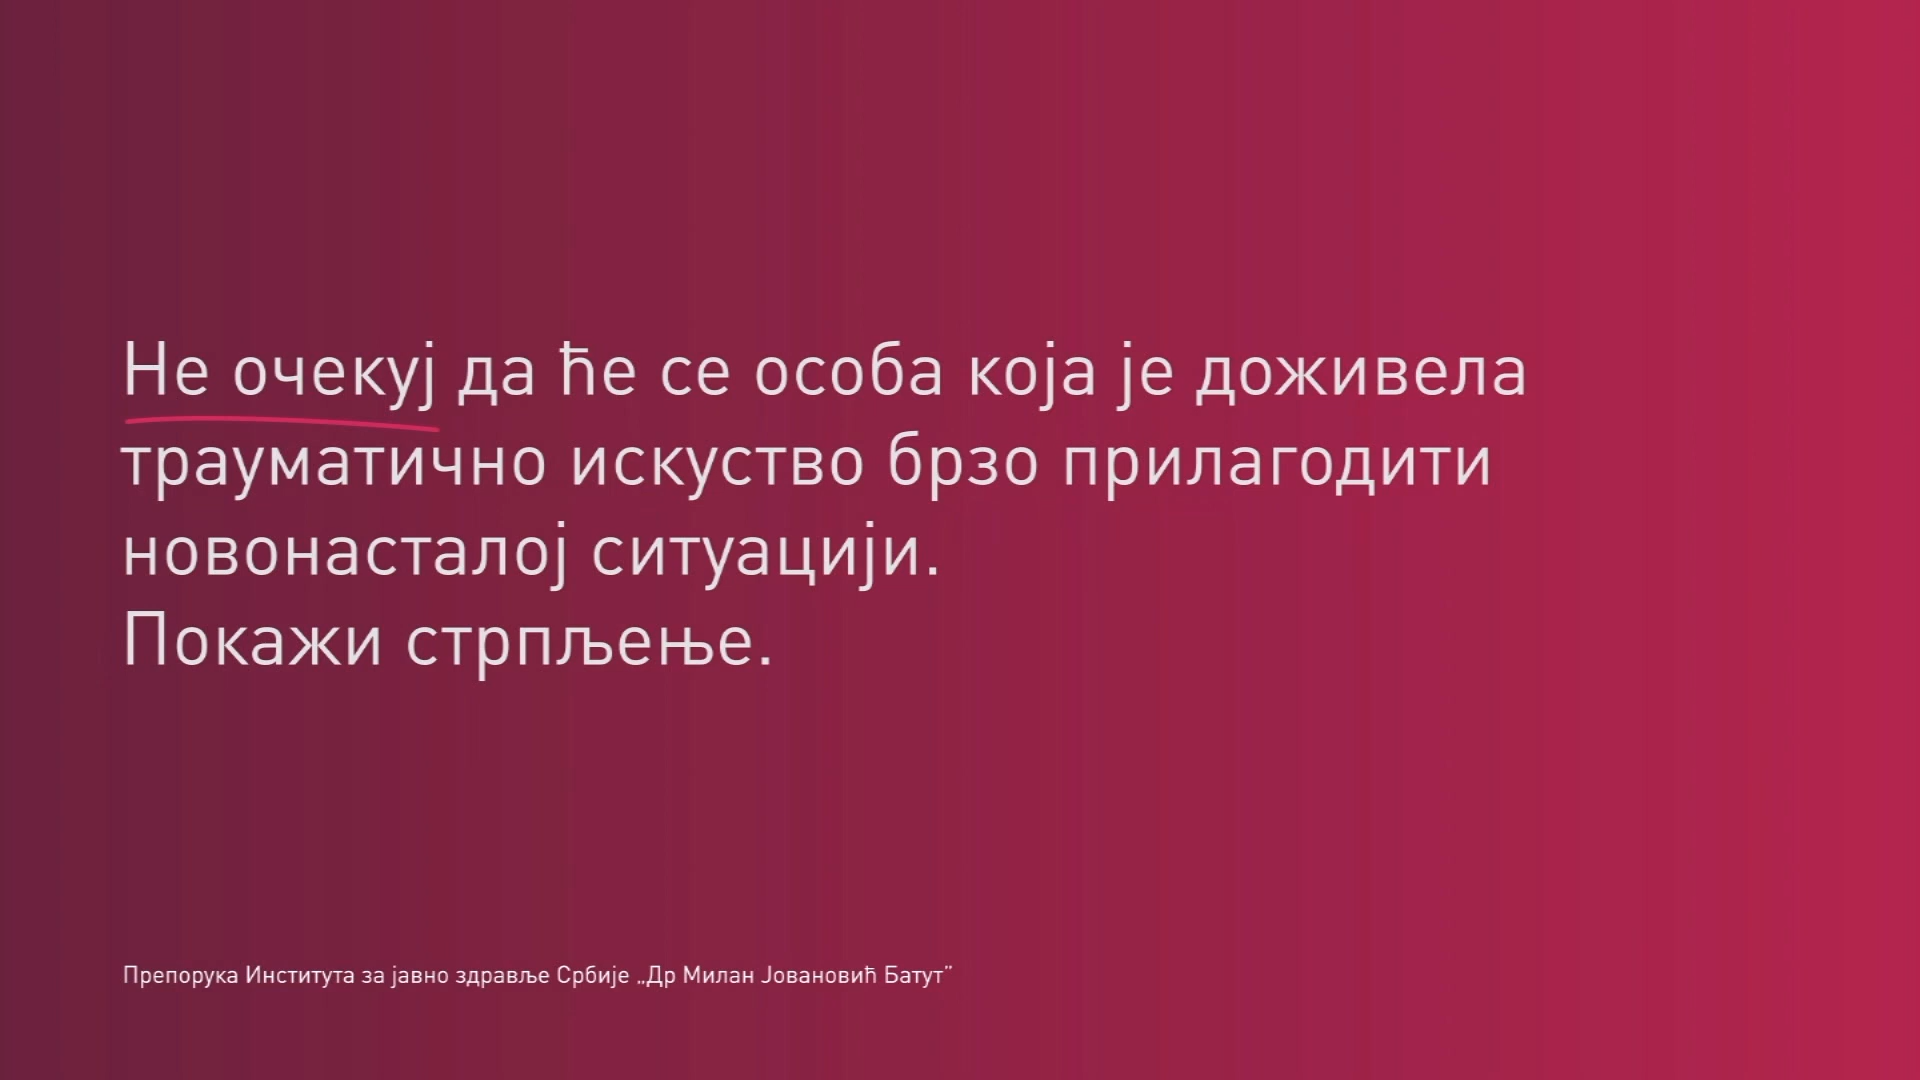 Не очекуј да ће се особа која је доживела
трауматично искуство брзо прилагодити
новонасталој ситуацији.
Покажи стрпљење.
Препорука Института за јавно здравље Србије „Др Милан Јовановић Батут”